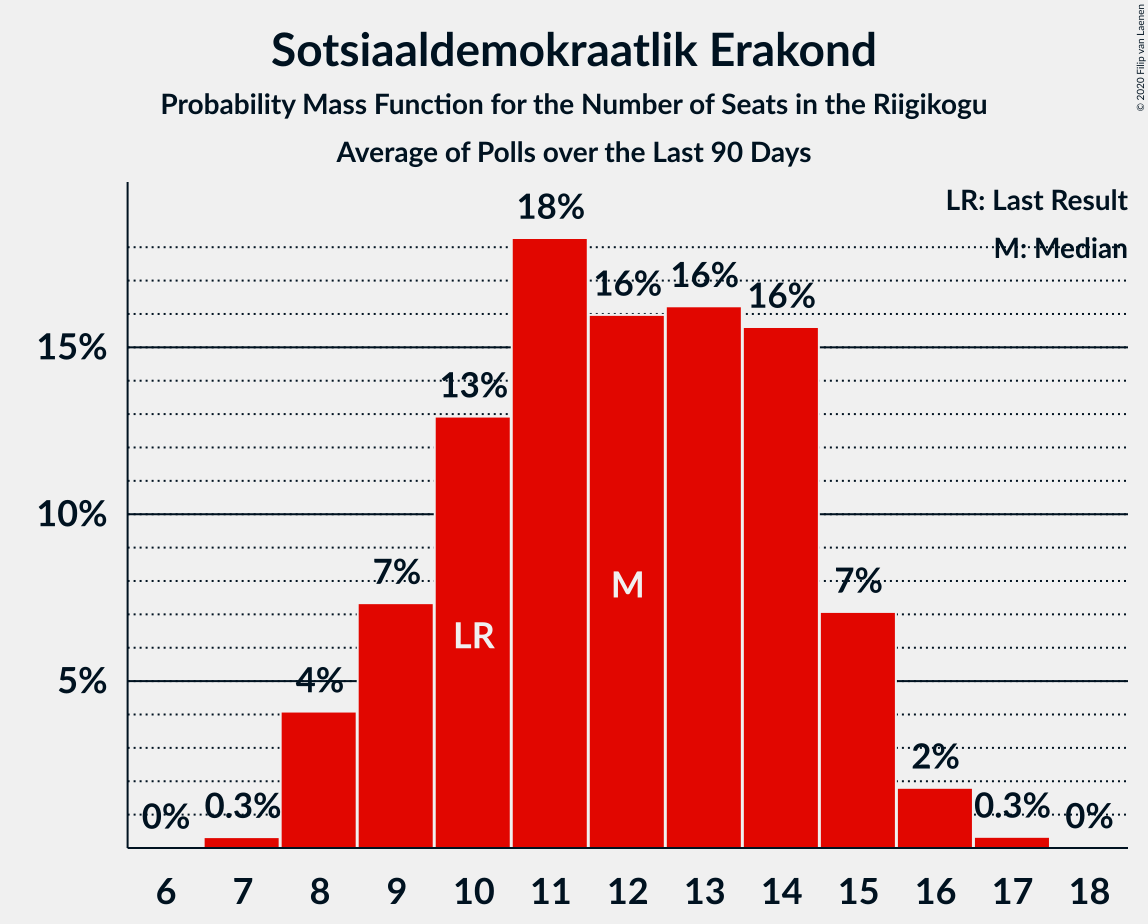 Sotsiaaldemokraatlik Erakond
Probability Mass Function for the Number of Seats in the Riigikogu
Average of Polls over the Last 90 Days
© 2020 Filip van Laenen
LR: Last Result
M: Median
18%
16%
16%
16%
15%
13%
10%
7%
M
7%
LR
5%
4%
2%
0%
0.3%
0.3%
0%
6 7 8 9 10 11 12 13 14 15 16 17 18